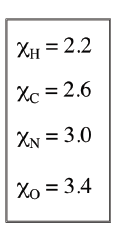 χH = 2.2
χC = 2.6
χN = 3.0
χO = 3.4